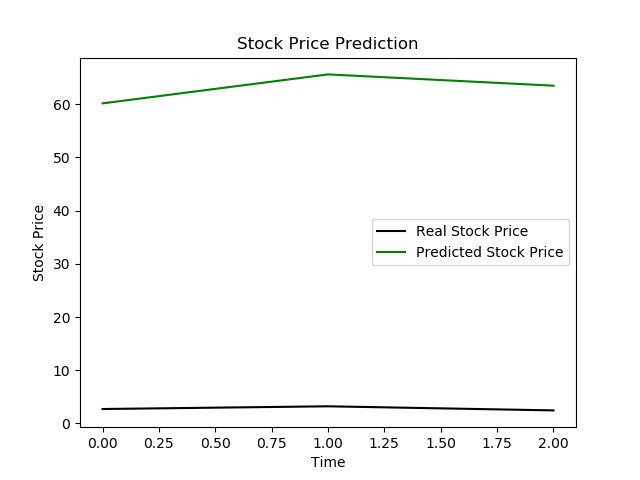 Stock Price Prediction
Stock Price
60
50
40
30
20
10
0
Real Stock Price
Predicted Stock Price
0.00 0.25 0.50 0.75 1.00 1.25 1.50 1.75 2.00
Time